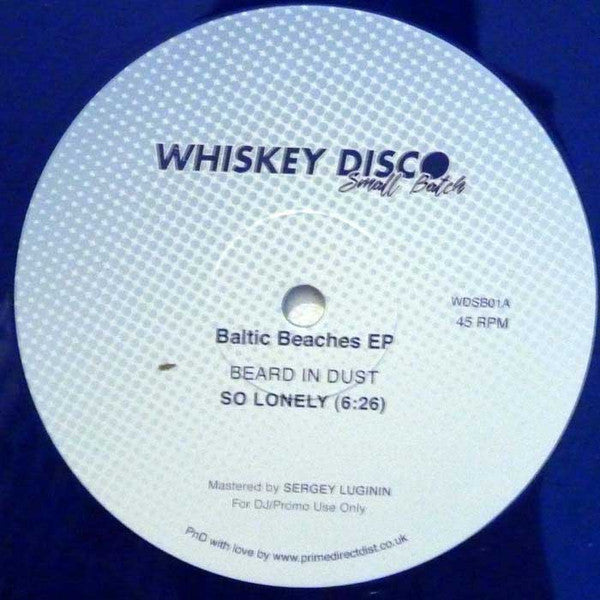 WHISKEY DISCO
Small Batch
WDSB01A
45 RPM
Baltic Beaches EP
BEARD IN DUST
SO LONELY (6:26)
Mastered by SERGEY LUGININ
For DJ/Promo Use Only
PhD with love by www.primedirectdist.co.uk